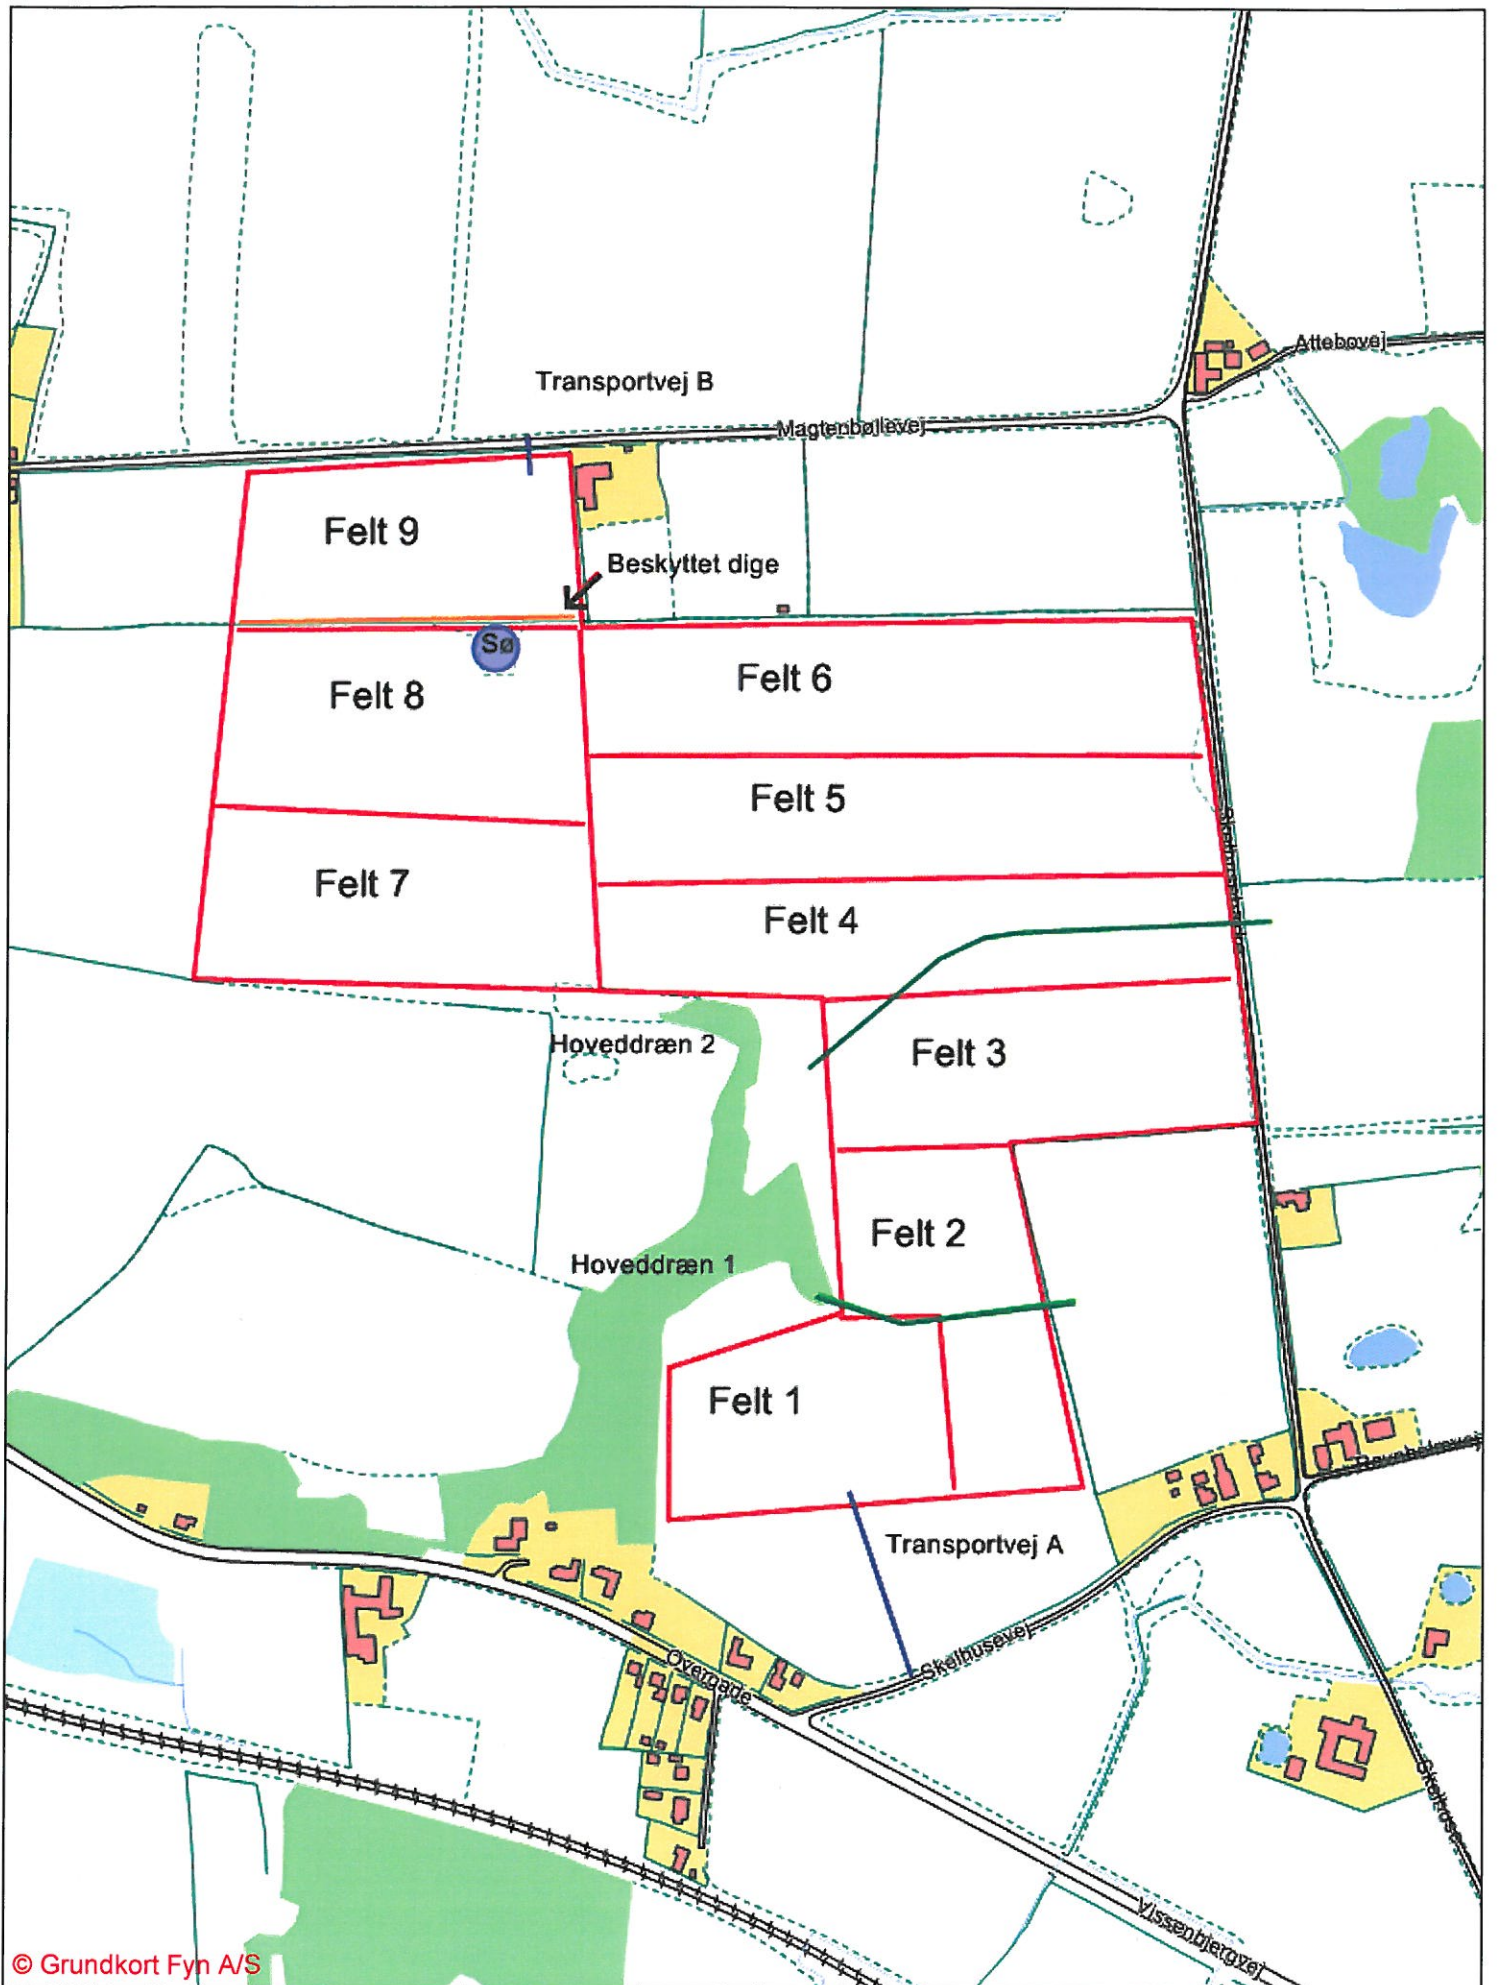 Attebovej
Transportvej B
Magtenbøllevej
Felt 9
Beskyttet dige
Sø
Felt 6
Felt 8
Felt 5
Felt 7
Felt 4
Hoveddræn 2
Felt 3
Felt 2
Hoveddræn 1
Felt 1
Transportvej A
Skelhusevej
Overgade
Vissenbjergvej
© Grundkort Fyn A/S